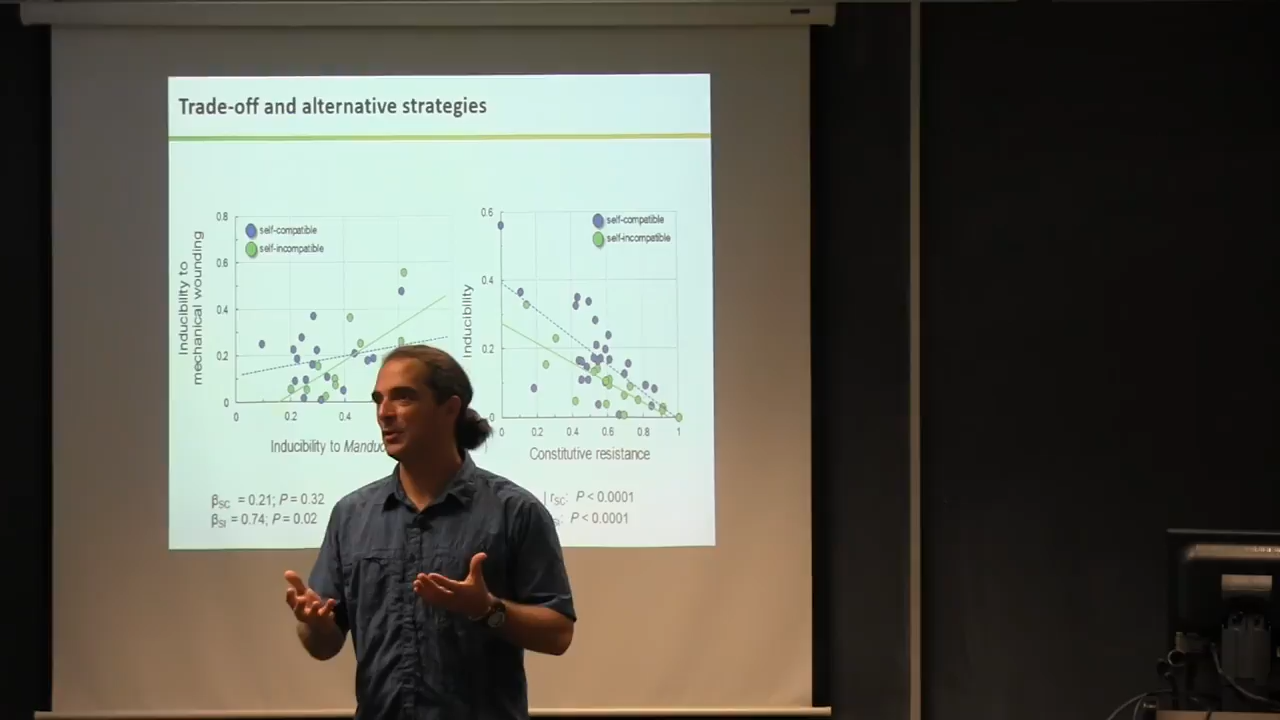 Trade-off and alternative strategies
0.8
0.6
0.4
0.2
0
Inducibility to
mechanical wounding
self-compatible
self-incompatible
0 0.2 0.4
Inducibility to
βSC = 0.21; P = 0.32
βSI = 0.74; P = 0.02
0.6
0.4
0.2
0
Inducibility
self-compatible
self-incompatible
0 0.2 0.4 0.6 0.8 1
Constitutive resistance
rSC: P < 0.0001
P < 0.0001